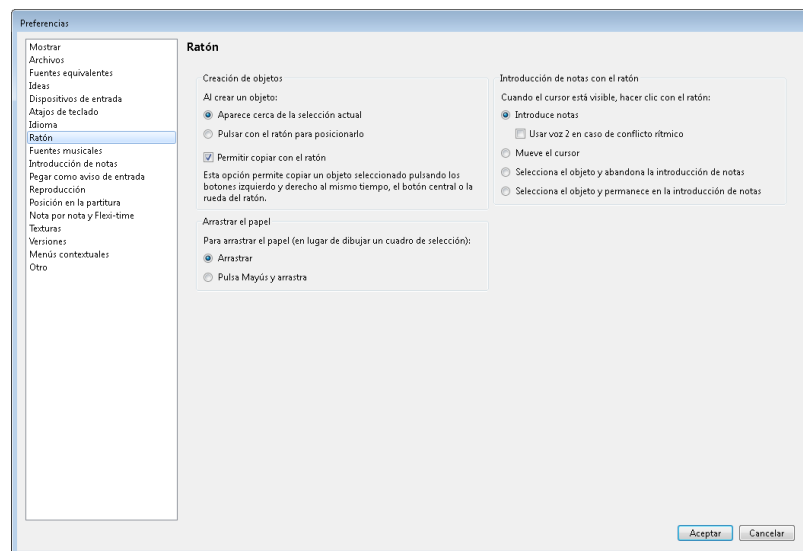 Preferencias
Mostrar
Archivos
Fuentes equivalentes
Ideas
Dispositivos de entrada
Atajos de teclado
Idioma
Ratón
Fuentes musicales
Introducción de notas
Pegar como aviso de entrada
Reproducción
Posición en la partitura
Nota por nota y Flexi-time
Texturas
Versiones
Menús contextuales
Otro
Ratón
Creación de objetos
Al crear un objeto:
Aparece cerca de la selección actual
Pulsar con el ratón para posicionarlo
Permitir copiar con el ratón
Esta opción permite copiar un objeto seleccionado pulsando los
botones izquierdo y derecho al mismo tiempo, el botón central o la
rueda del ratón.
Arrastrar el papel
Para arrastrar el papel (en lugar de dibujar un cuadro de selección):
Arrastrar
Pulsa Mayús y arrastra
Introducción de notas con el ratón
Cuando el cursor está visible, hacer clic con el ratón:
Introduce notas
Usar voz 2 en caso de conflicto rítmico
Mueve el cursor
Selecciona el objeto y abandona la introducción de notas
Selecciona el objeto y permanece en la introducción de notas
Aceptar
Cancelar